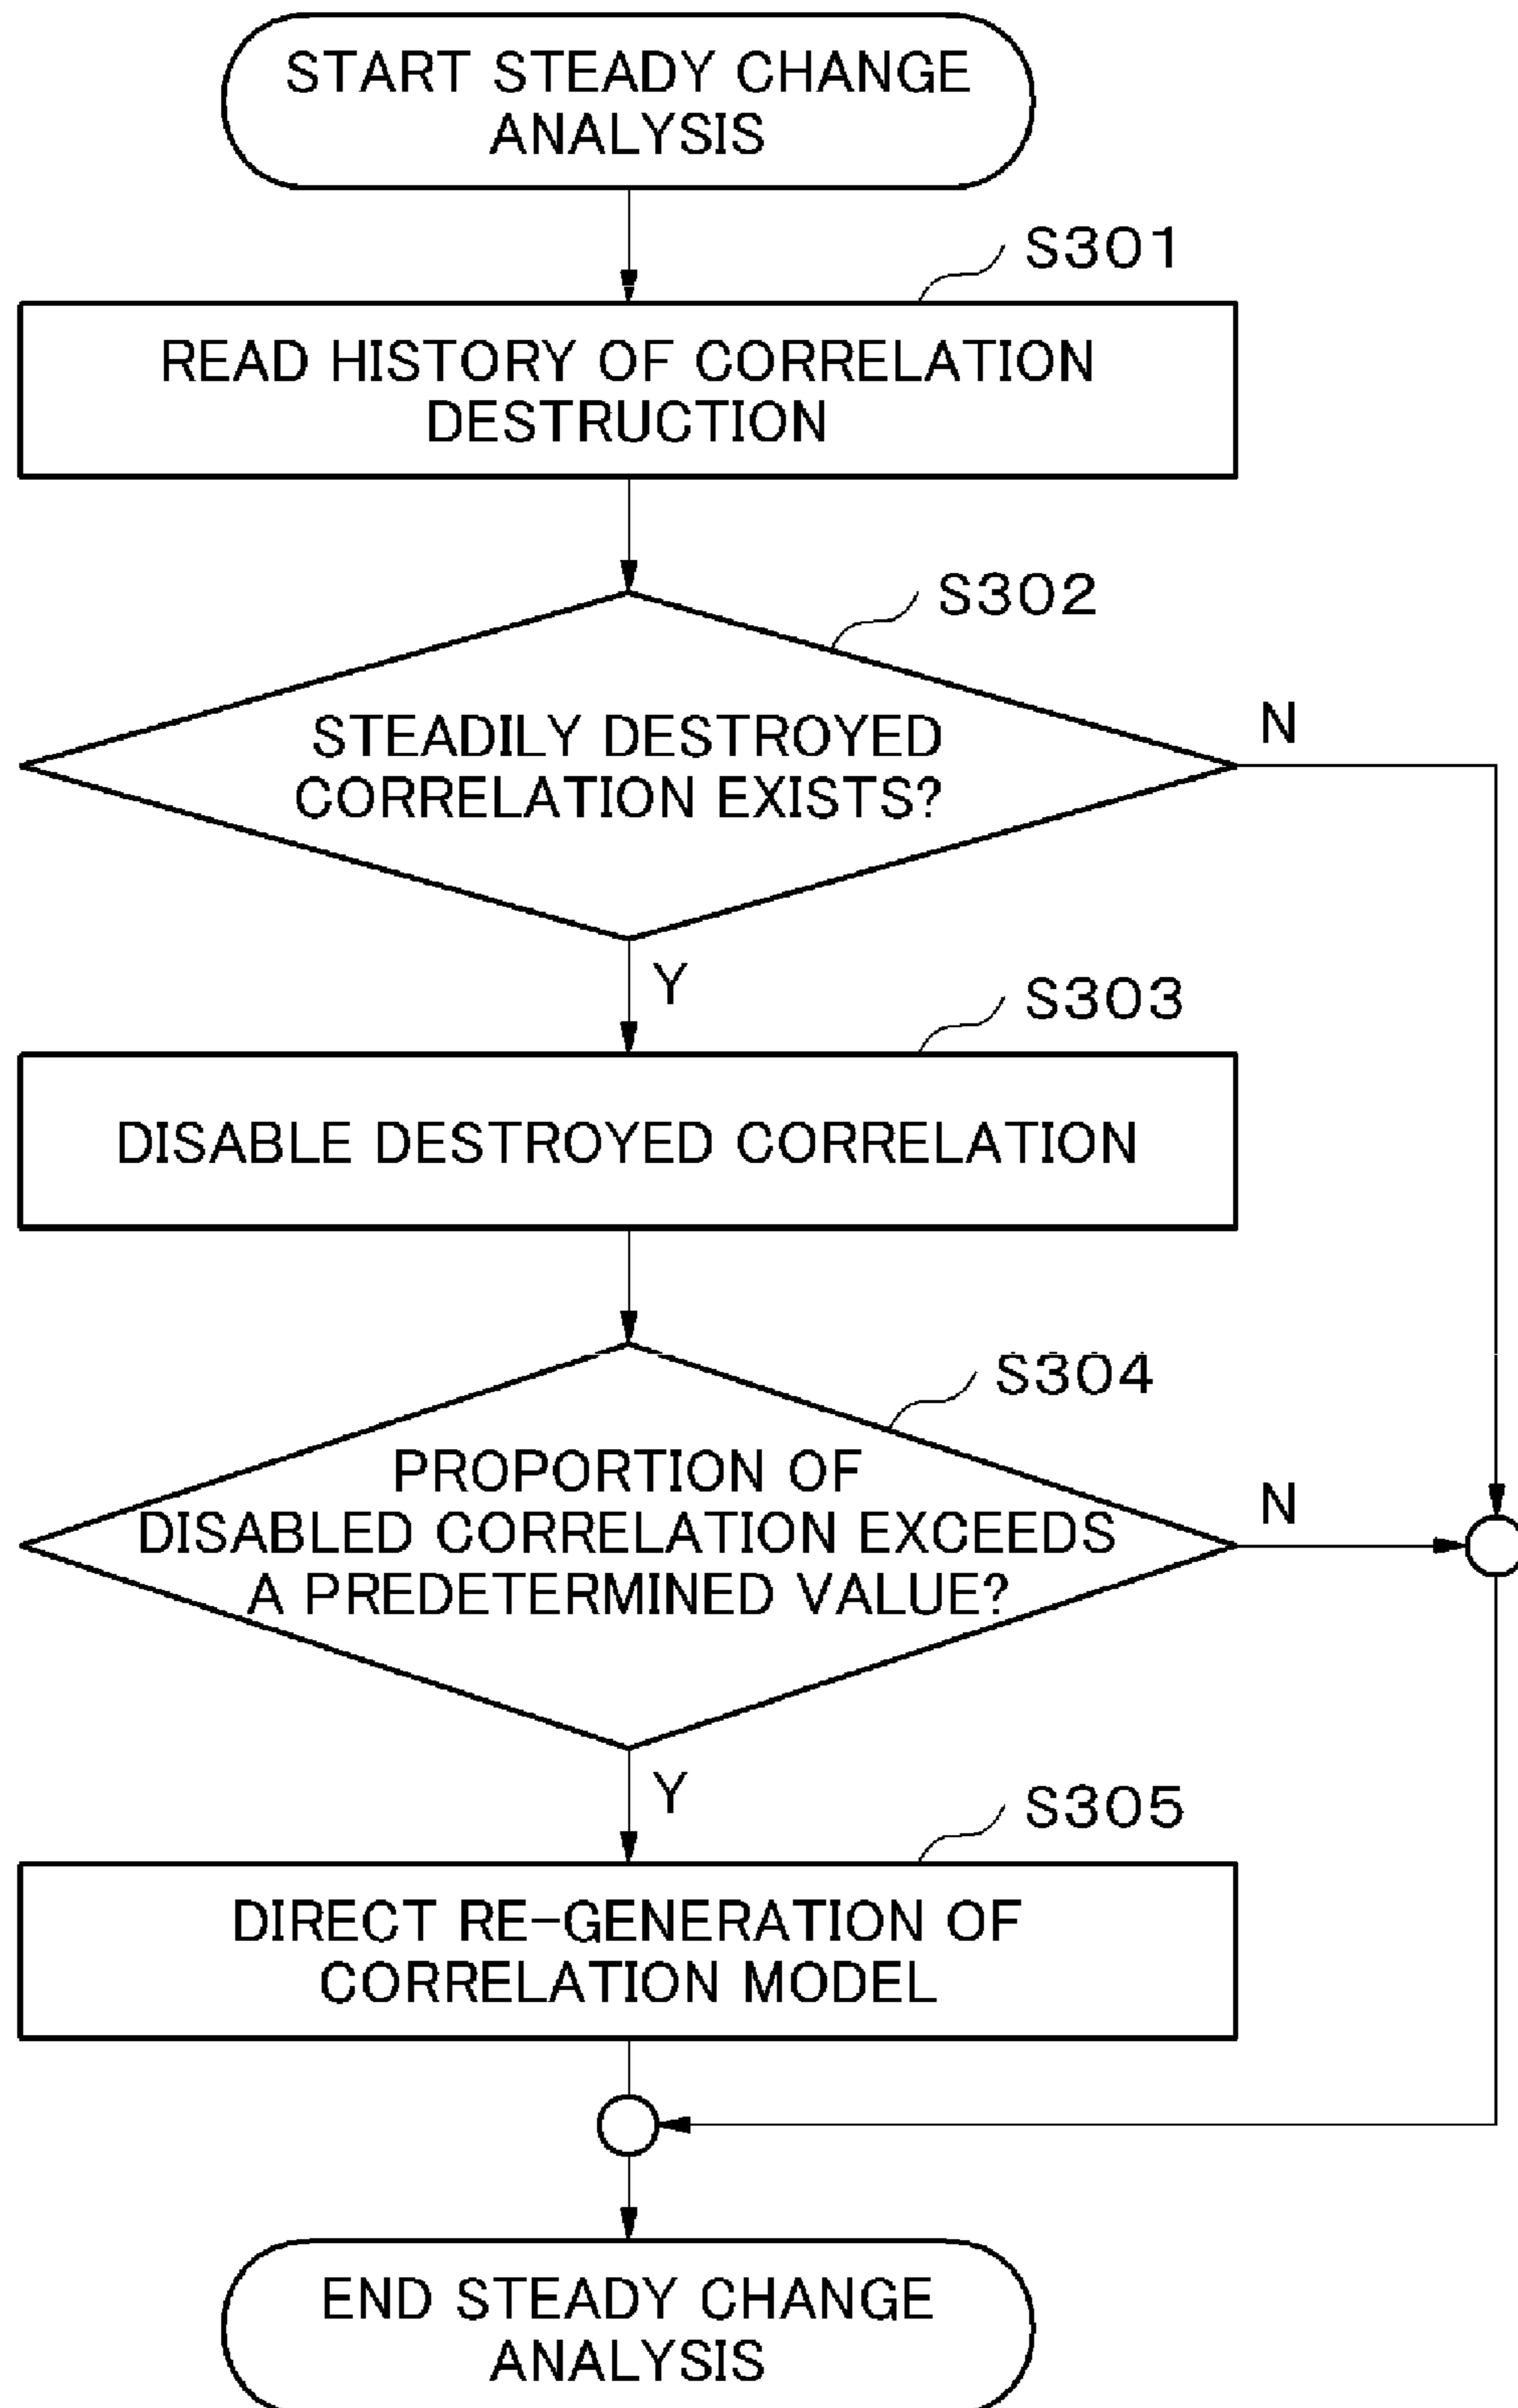 START STEADY CHANGE
ANALYSIS
S301
READ HISTORY OF CORRELATION
DESTRUCTION
S302
STEADILY DESTROYED
CORRELATION EXISTS?
N
Y
S303
DISABLE DESTROYED CORRELATION
S304
PROPORTION OF
DISABLED CORRELATION EXCEEDS
A PREDETERMINED VALUE?
N
Y
S305
DIRECT RE-GENERATION OF
CORRELATION MODEL
END STEADY CHANGE
ANALYSIS